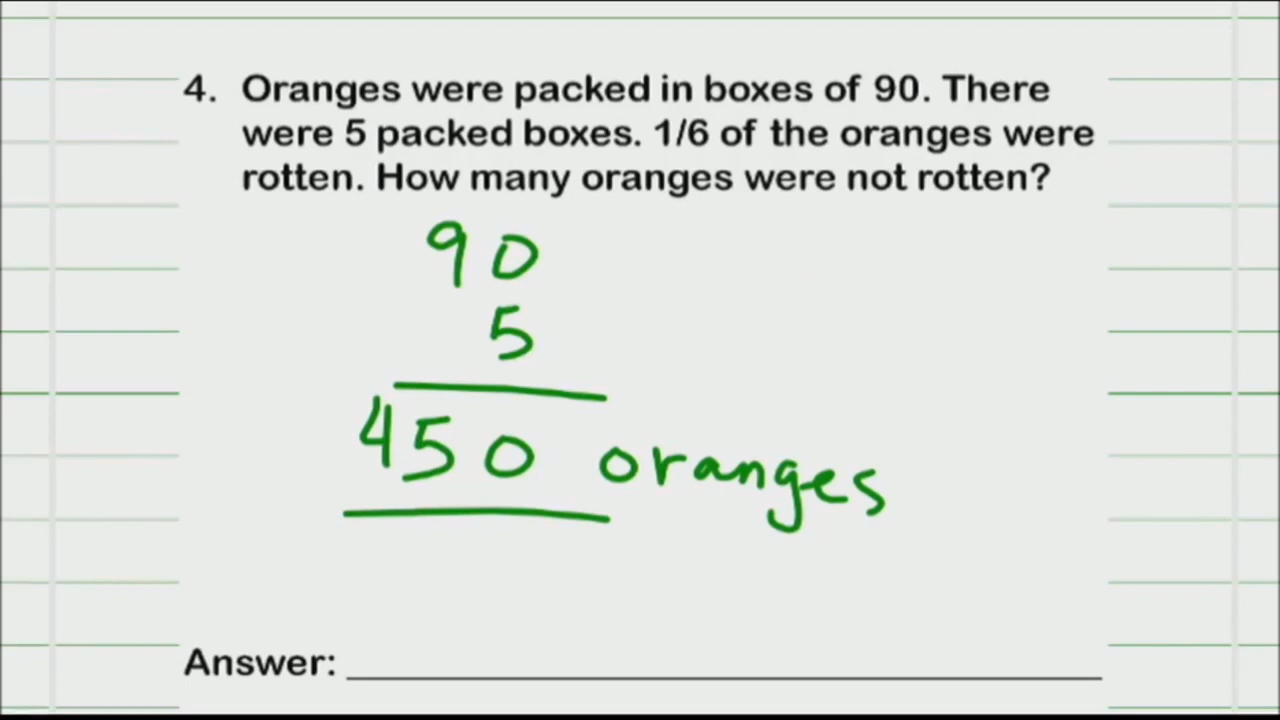 4. Oranges were packed in boxes of 90. There
were 5 packed boxes. 1/6 of the oranges were
rotten. How many oranges were not rotten?
90
5
450 oranges
Answer: